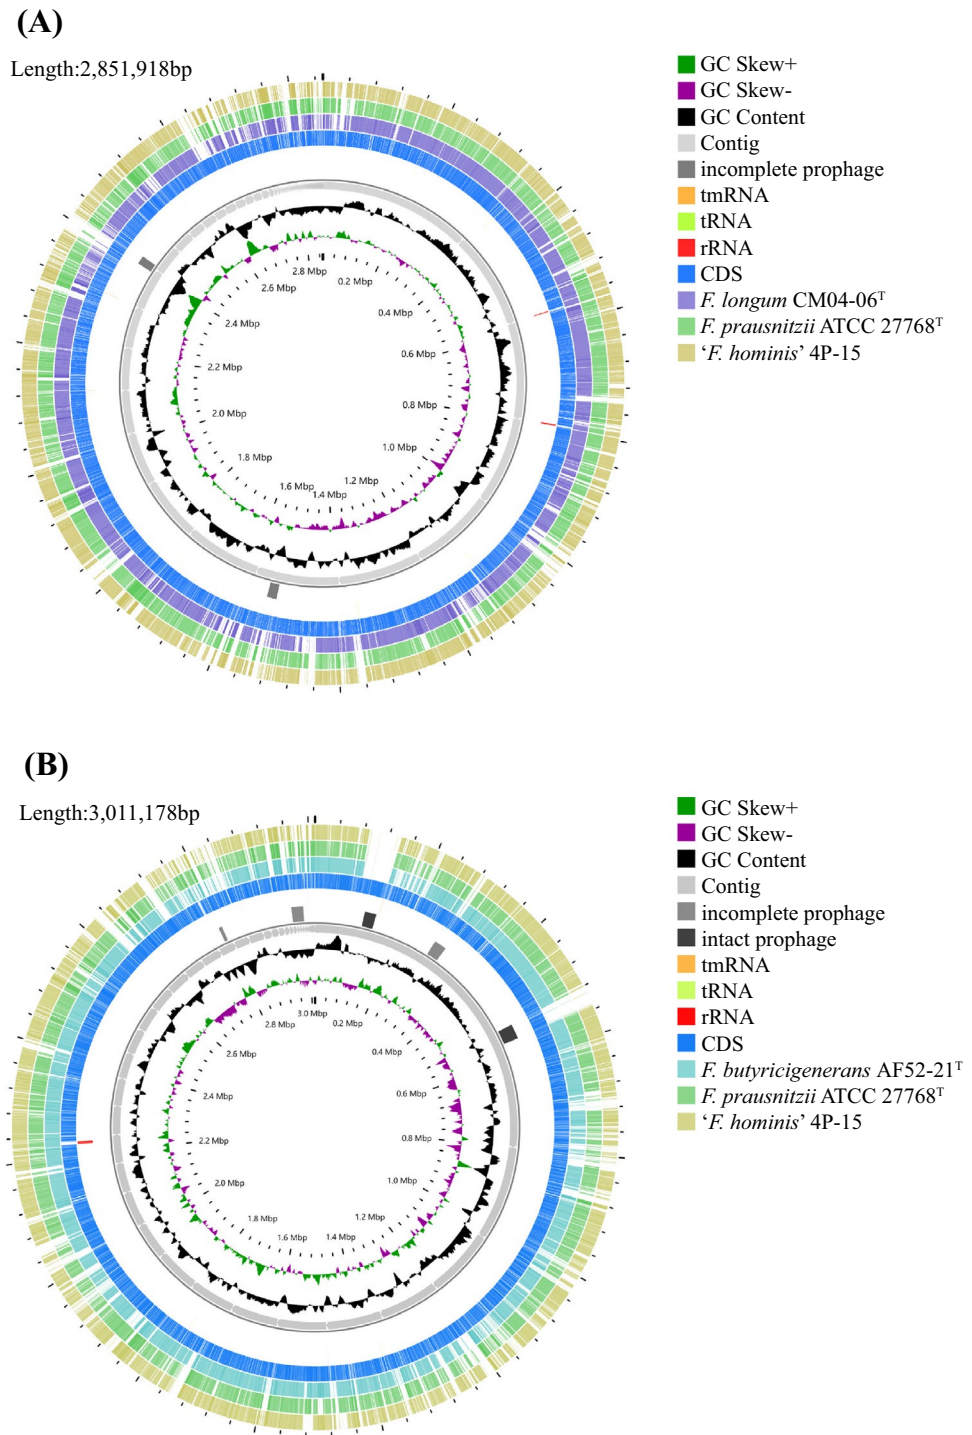 (A)
Length:2,851,918bp
GC Skew+
GC Skew-
GC Content
Contig
incomplete prophage
tmRNA
tRNA
rRNA
CDS
F. longum CM04-06ᵀ
F. prausnitzii ATCC 27768ᵀ
‘F. hominis’ 4P-15
0.2 Mbp
0.4 Mbp
0.6 Mbp
0.8 Mbp
1.0 Mbp
1.2 Mbp
1.4 Mbp
1.6 Mbp
1.8 Mbp
2.0 Mbp
2.2 Mbp
2.4 Mbp
2.6 Mbp
2.8 Mbp
(B)
Length:3,011,178bp
GC Skew+
GC Skew-
GC Content
Contig
incomplete prophage
intact prophage
tmRNA
tRNA
rRNA
CDS
F. butyricigenerans AF52-21ᵀ
F. prausnitzii ATCC 27768ᵀ
‘F. hominis’ 4P-15
0.2 Mbp
0.4 Mbp
0.6 Mbp
0.8 Mbp
1.0 Mbp
1.2 Mbp
1.4 Mbp
1.6 Mbp
1.8 Mbp
2.0 Mbp
2.2 Mbp
2.4 Mbp
2.6 Mbp
2.8 Mbp
3.0 Mbp